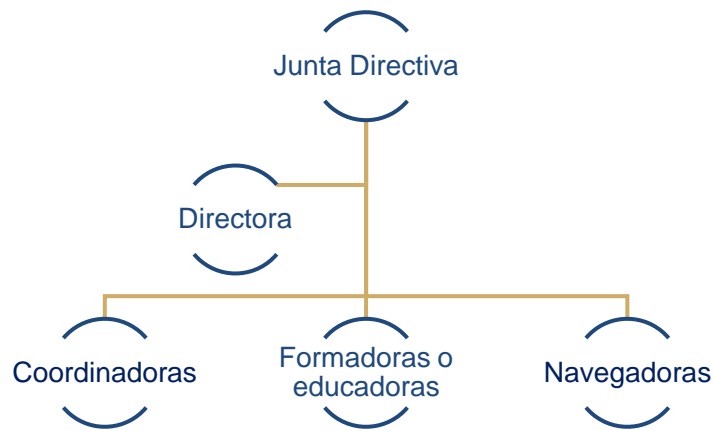 Junta Directiva
Directora
Coordinadoras
Formadoras o
educadoras
Navegadoras